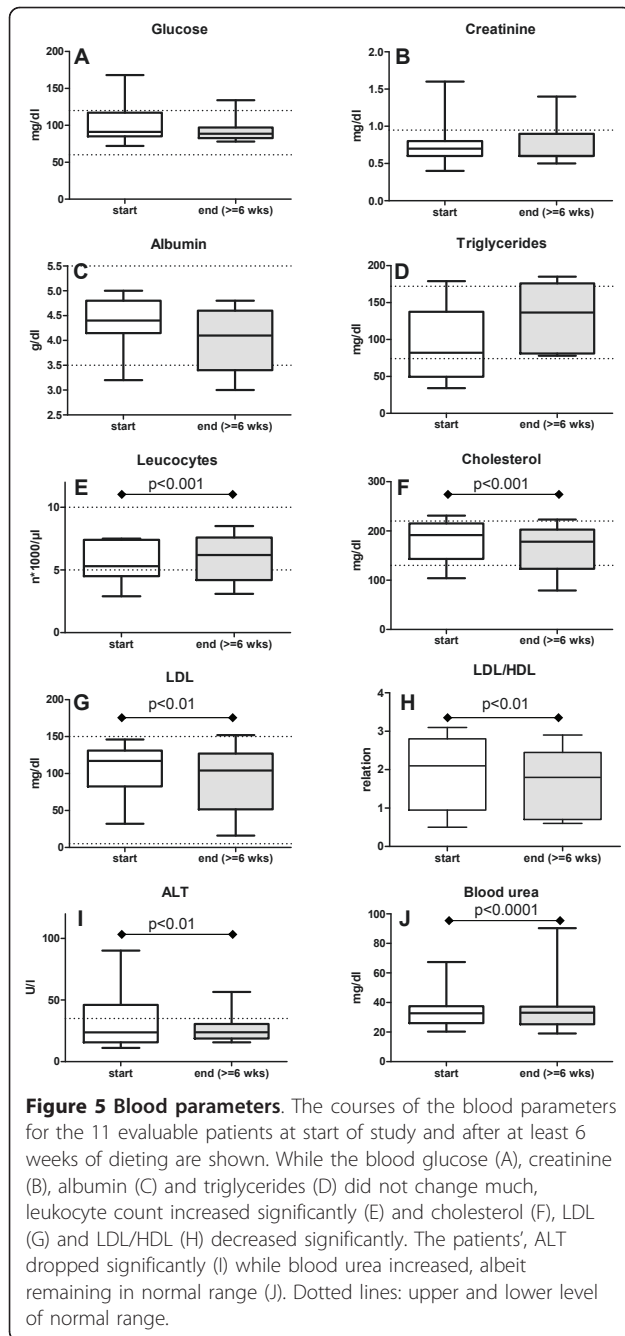 Glucose
A
mg/dl
200
150
100
50
0
start
end (>=6 wks)
Creatinine
B
mg/dl
2.0
1.5
1.0
0.5
0.0
start
end (>=6 wks)
Albumin
C
g/dl
5.5
5.0
4.5
4.0
3.5
3.0
2.5
start
end (>=6 wks)
Triglycerides
D
mg/dl
200
150
100
50
0
start
end (>=6 wks)
Leucocytes
E
p<0.001
n*1000/µl
10
5
0
start
end (>=6 wks)
Cholesterol
F
p<0.001
mg/dl
300
200
100
0
start
end (>=6 wks)
LDL
G
p<0.01
mg/dl
200
150
100
50
0
start
end (>=6 wks)
LDL/HDL
H
p<0.01
relation
4
3
2
1
0
start
end (>=6 wks)
ALT
I
p<0.01
U/l
100
50
0
start
end (>=6 wks)
Blood urea
J
p<0.0001
mg/dl
100
80
60
40
20
0
start
end (>=6 wks)
Figure 5 Blood parameters. The courses of the blood parameters
for the 11 evaluable patients at start of study and after at least 6
weeks of dieting are shown. While the blood glucose (A), creatinine
(B), albumin (C) and triglycerides (D) did not change much,
leukocyte count increased significantly (E) and cholesterol (F), LDL
(G) and LDL/HDL (H) decreased significantly. The patients’, ALT
dropped significantly (I) while blood urea increased, albeit
remaining in normal range (J). Dotted lines: upper and lower level
of normal range.